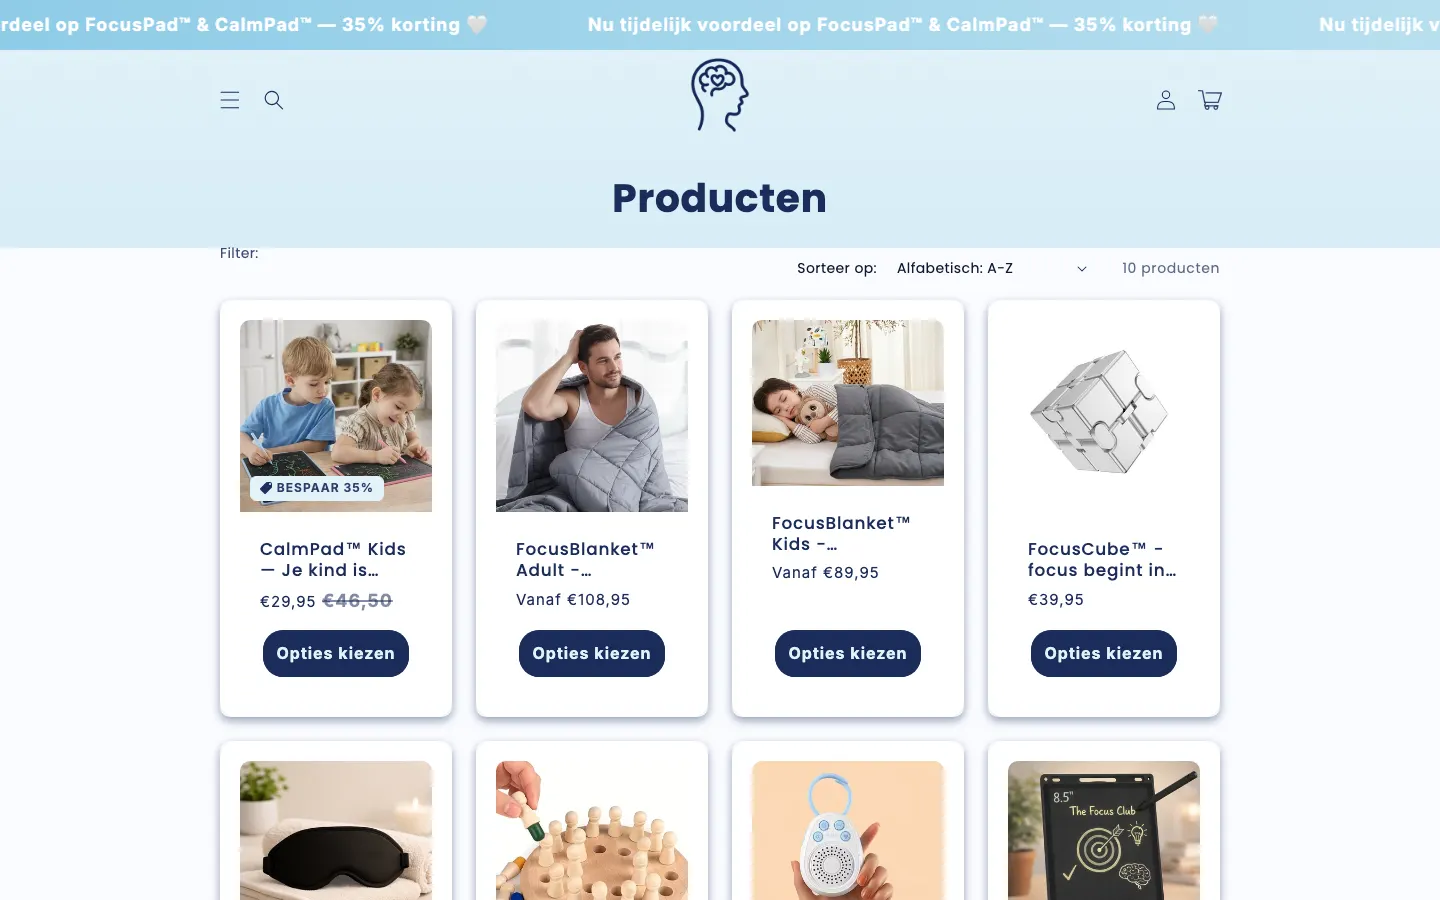 rdeel op FocusPad™ & CalmPad™ — 35% korting 🤍
Nu tijdelijk voordeel op FocusPad™ & CalmPad™ — 35% korting 🤍
Nu tijdelijk v
Producten
Filter:
Sorteer op:
Alfabetisch: A-Z
10 producten
BESPAAR 35%
CalmPad™ Kids
— Je kind is…
€29,95 €46,50
Opties kiezen
FocusBlanket™
Adult -…
Vanaf €108,95
Opties kiezen
FocusBlanket™
Kids -…
Vanaf €89,95
Opties kiezen
FocusCube™ -
focus begint in…
€39,95
Opties kiezen
8.5"
The Focus Club